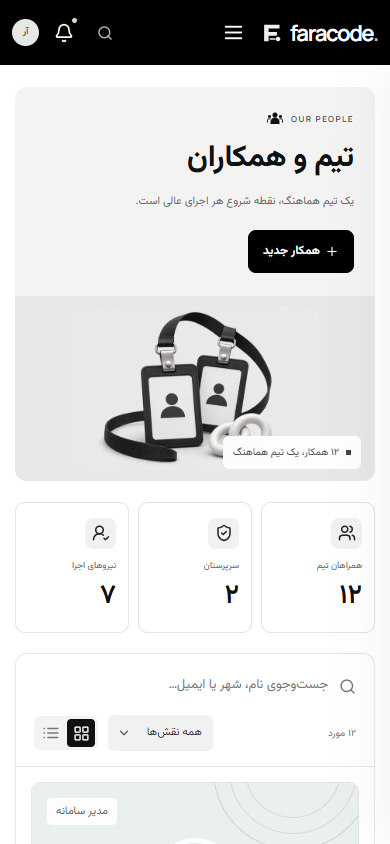 faracode.
آر
OUR PEOPLE
تیم و همکاران
یک تیم هماهنگ، نقطه شروع هر اجرای عالی است.
+ همکار جدید
۱۲ همکار، یک تیم هماهنگ
همراهان تیم
۱۲
سرپرستان
۲
نیروهای اجرا
۷
جست‌وجوی نام، شهر یا ایمیل...
۱۲ مورد
همه نقش‌ها
مدیر سامانه